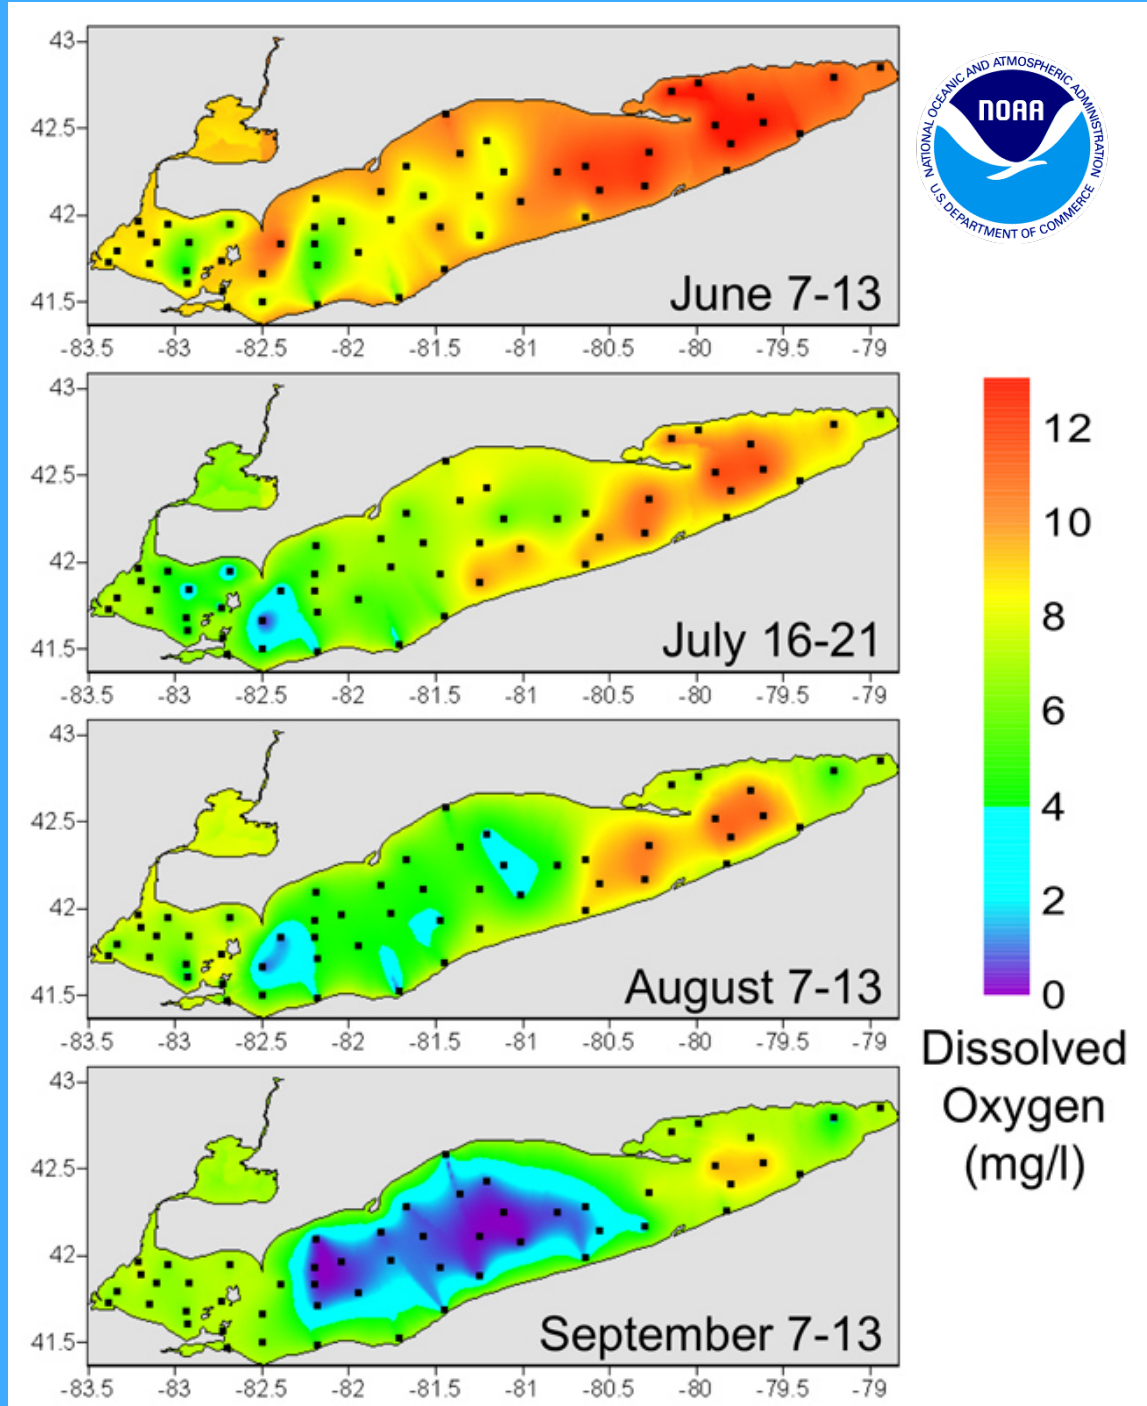 43
42.5
42
41.5
-83.5 -83 -82.5 -82 -81.5 -81 -80.5 -80 -79.5 -79
June 7-13
NATIONAL OCEANIC AND ATMOSPHERIC ADMINISTRATION
NOAA
U.S. DEPARTMENT OF COMMERCE
43
42.5
42
41.5
-83.5 -83 -82.5 -82 -81.5 -81 -80.5 -80 -79.5 -79
July 16-21
43
42.5
42
41.5
-83.5 -83 -82.5 -82 -81.5 -81 -80.5 -80 -79.5 -79
August 7-13
43
42.5
42
41.5
-83.5 -83 -82.5 -82 -81.5 -81 -80.5 -80 -79.5 -79
September 7-13
12
10
8
6
4
2
0
Dissolved
Oxygen
(mg/l)